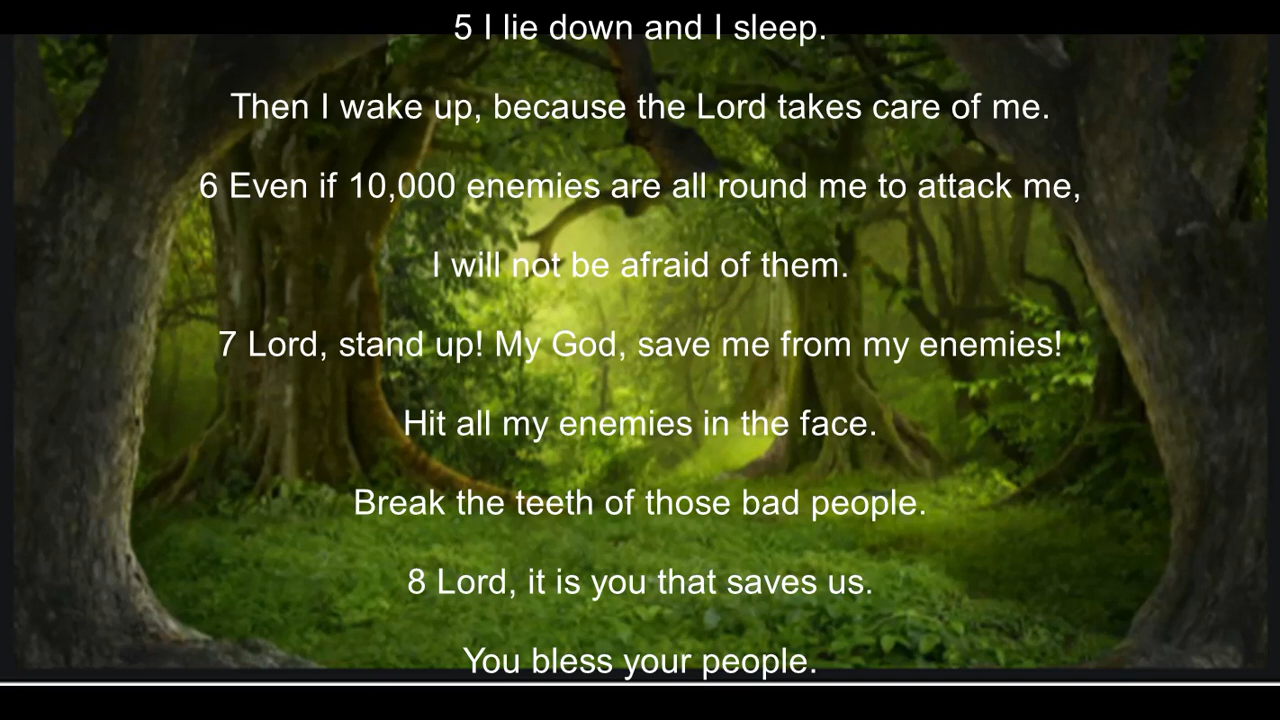 5 I lie down and I sleep.
Then I wake up, because the Lord takes care of me.
6 Even if 10,000 enemies are all round me to attack me,
I will not be afraid of them.
7 Lord, stand up! My God, save me from my enemies!
Hit all my enemies in the face.
Break the teeth of those bad people.
8 Lord, it is you that saves us.
You bless your people.